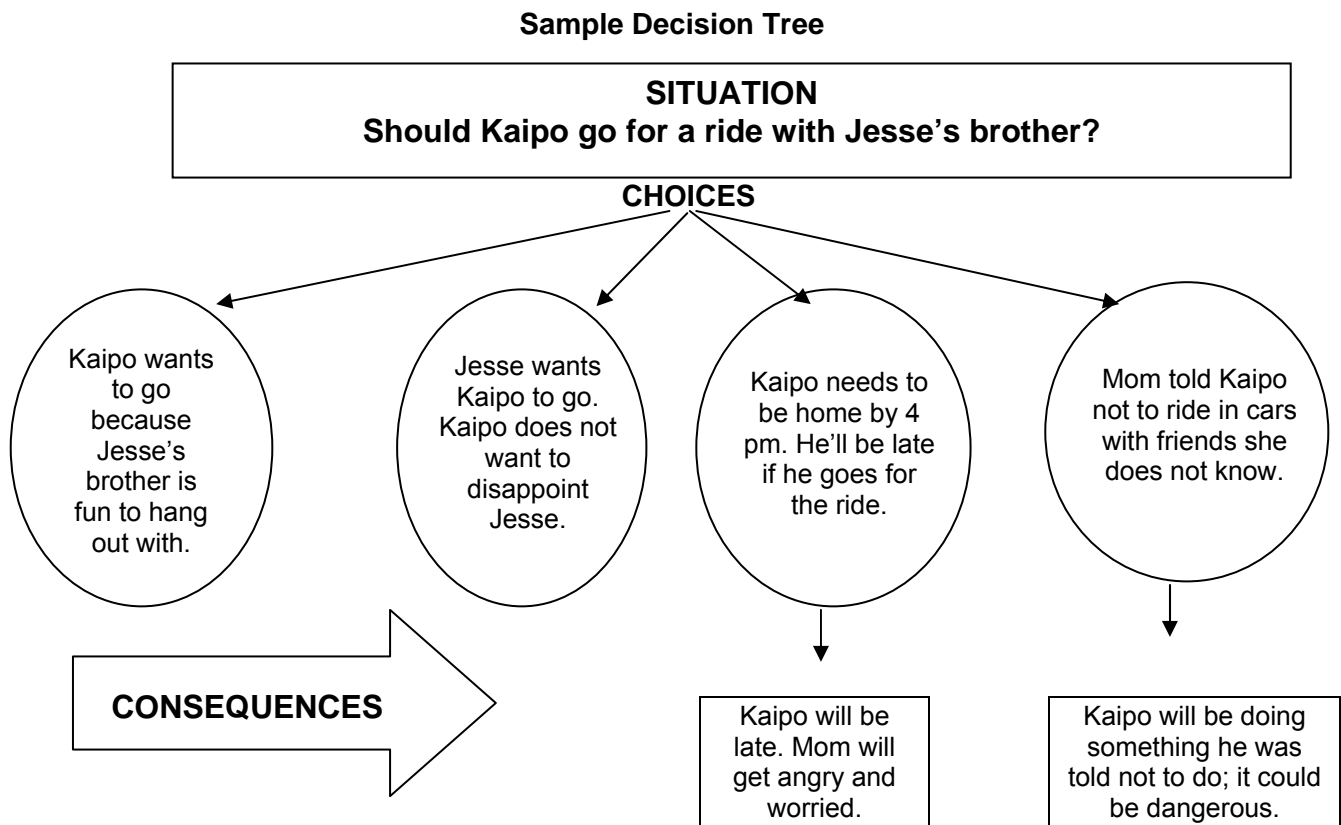 Sample Decision Tree
SITUATION
Should Kaipo go for a ride with Jesse’s brother?
CHOICES
Kaipo wants
to go
because
Jesse’s
brother is
fun to hang
out with.
Jesse wants
Kaipo to go.
Kaipo does not
want to
disappoint
Jesse.
Kaipo needs to
be home by 4
pm. He’ll be late
if he goes for
the ride.
Mom told Kaipo
not to ride in cars
with friends she
does not know.
CONSEQUENCES
Kaipo will be
late. Mom will
get angry and
worried.
Kaipo will be doing
something he was
told not to do; it could
be dangerous.